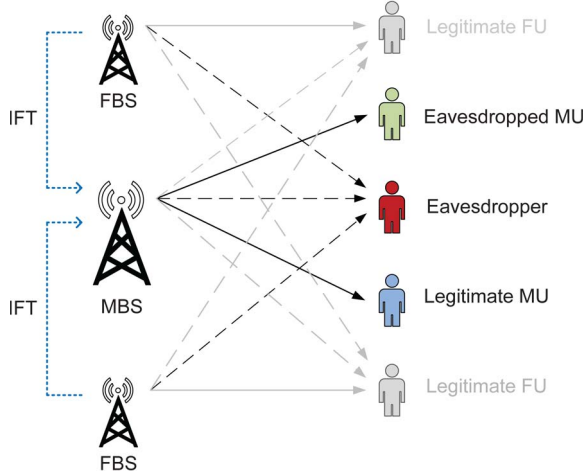 Legitimate FU
FBS
Eavesdropped MU
IFT
Eavesdropper
MBS
Legitimate MU
IFT
Legitimate FU
FBS